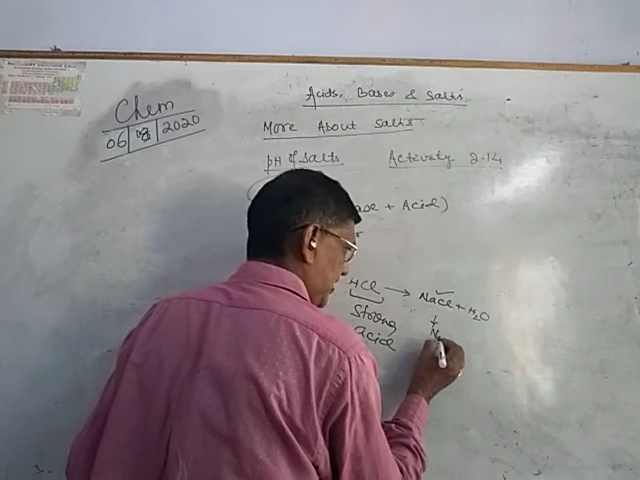 Acids, Bases & Salts
Chem
06 | 08 | 2020
More About Salts
pH of Salts Activity 2.14
ase + Acid)
HCl → NaCl + H₂O
Strong
acid
N